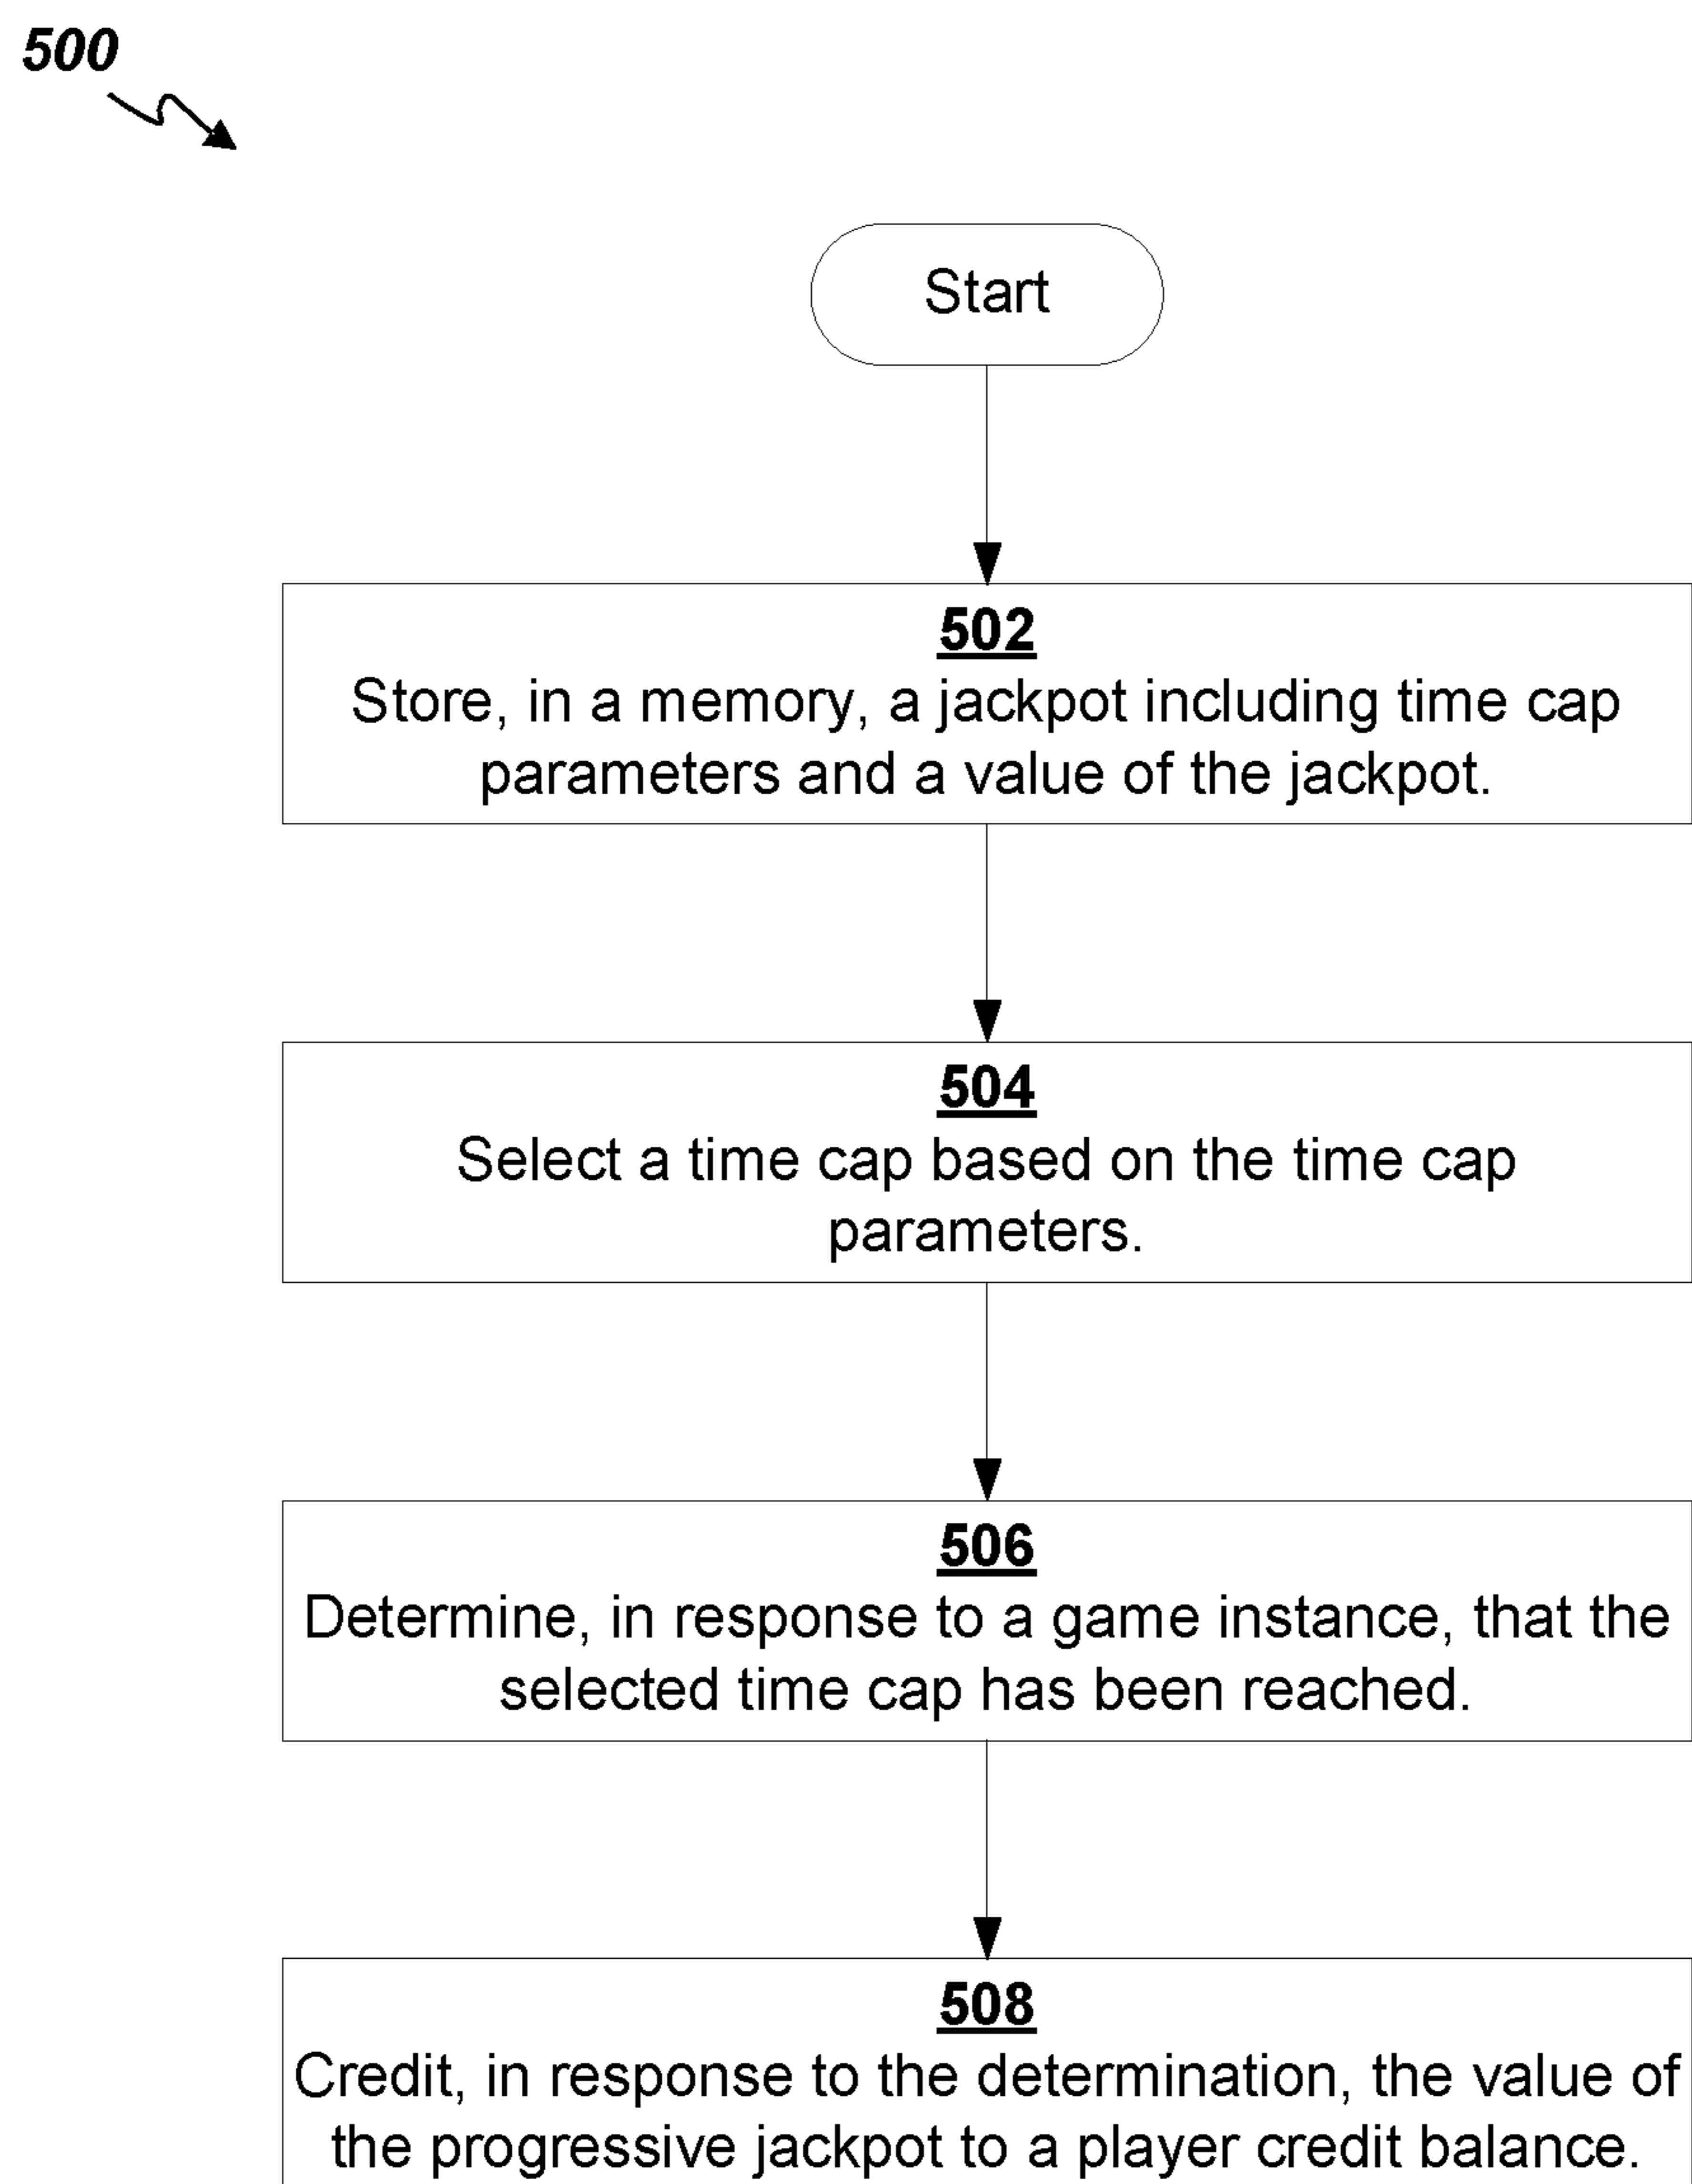 500
Start
502
Store, in a memory, a jackpot including time cap
parameters and a value of the jackpot.
504
Select a time cap based on the time cap
parameters.
506
Determine, in response to a game instance, that the
selected time cap has been reached.
508
Credit, in response to the determination, the value of
the progressive jackpot to a player credit balance.